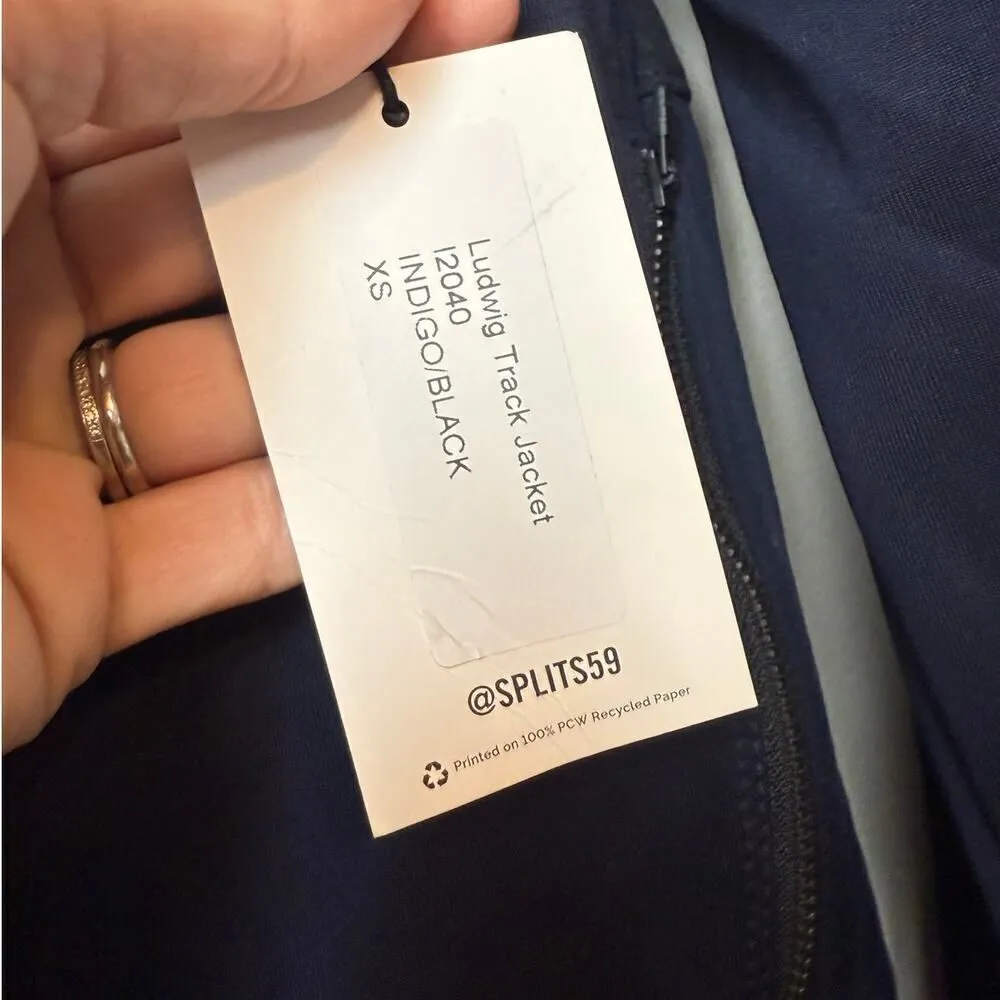 Ludwig Track Jacket
I2040
INDIGO/BLACK
XS
@SPLITS59
Printed on 100% PCW Recycled Paper